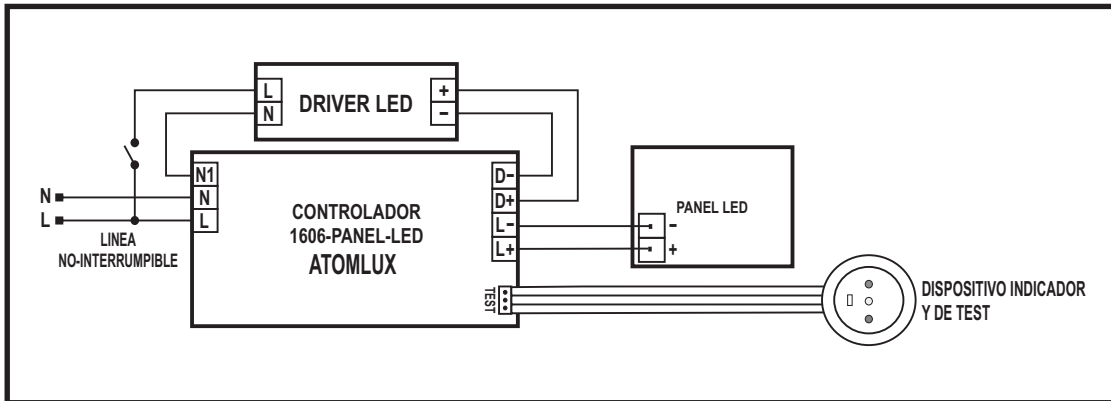 L
N
DRIVER LED
+
−
N1
N
L
CONTROLADOR
1606-PANEL-LED
ATOMLUX
D−
D+
L−
L+
TEST
N
L
LINEA
NO-INTERRUMPIBLE
PANEL LED
−
+
DISPOSITIVO INDICADOR
Y DE TEST